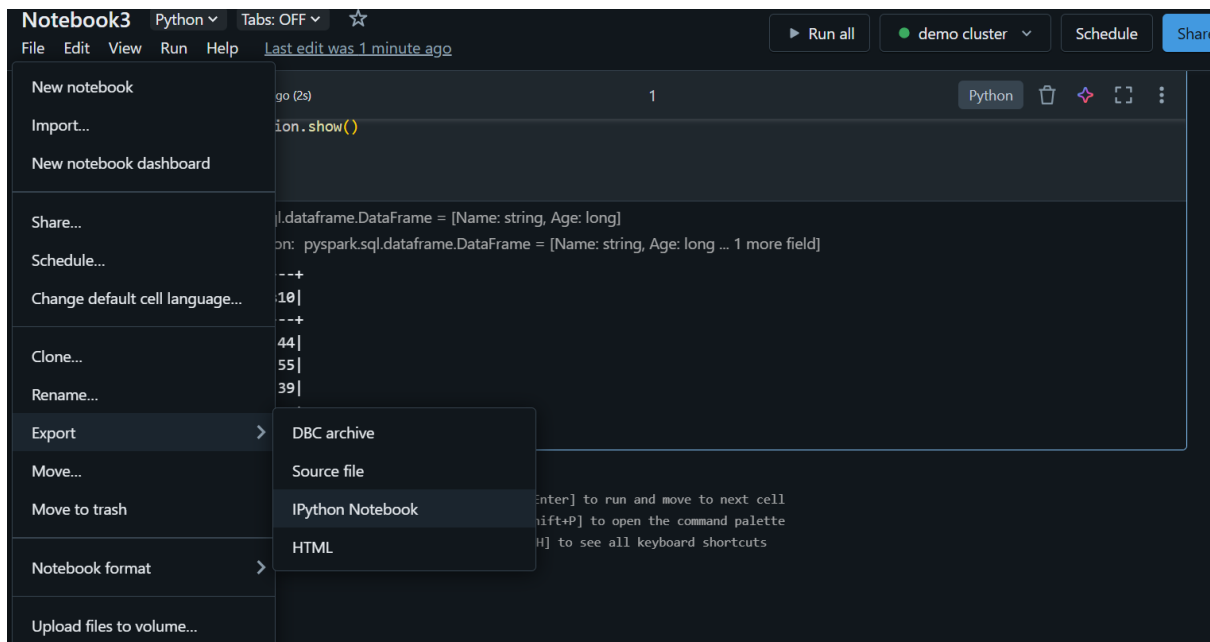 Notebook3 Python Tabs: OFF
File Edit View Run Help Last edit was 1 minute ago
Run all
demo cluster
Schedule
Shar
New notebook
Import...
New notebook dashboard
Share...
Schedule...
Change default cell language...
Clone...
Rename...
Export
Move...
Move to trash
Notebook format
Upload files to volume...
DBC archive
Source file
IPython Notebook
HTML
go (2s)
1
Python
ion.show()
l.dataframe.DataFrame = [Name: string, Age: long]
on: pyspark.sql.dataframe.DataFrame = [Name: string, Age: long ... 1 more field]
--+
10|
--+
44|
55|
39|
Enter] to run and move to next cell
hift+P] to open the command palette
H] to see all keyboard shortcuts